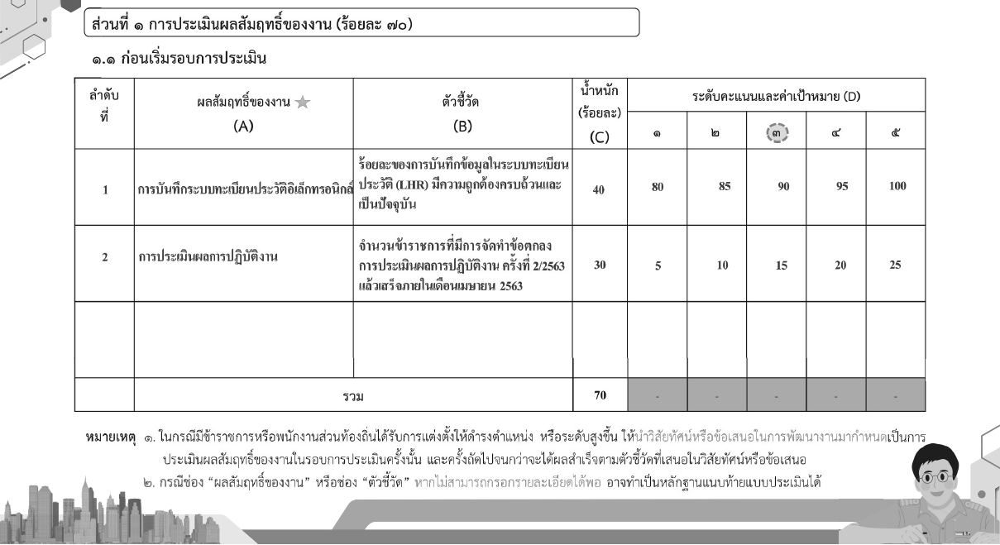 ส่วนที่ ๑ การประเมินผลสัมฤทธิ์ของงาน (ร้อยละ ๗๐)
๑.๑ ก่อนเริ่มรอบการประเมิน
ลำดับ
ที่
ผลสัมฤทธิ์ของงาน
(A)
ตัวชี้วัด
(B)
น้ำหนัก
(ร้อยละ)
(C)
ระดับคะแนนและค่าเป้าหมาย (D)
๑ ๒ ๓ ๔ ๕
1 การบันทึกระบบทะเบียนประวัติอิเล็กทรอนิกส์
ร้อยละของการบันทึกข้อมูลในระบบทะเบียน
ประวัติ (LHR) มีความถูกต้องครบถ้วนและ
เป็นปัจจุบัน
40 80 85 90 95 100
2 การประเมินผลการปฏิบัติงาน
จำนวนข้าราชการที่มีการจัดทำข้อตกลง
การประเมินผลการปฏิบัติงาน ครั้งที่ 2/2563
แล้วเสร็จภายในเดือนเมษายน 2563
30 5 10 15 20 25
รวม 70 - - - - -
หมายเหตุ ๑. ในกรณีมีข้าราชการหรือพนักงานส่วนท้องถิ่นได้รับการแต่งตั้งให้ดำรงตำแหน่ง หรือระดับสูงขึ้น ให้นำวิสัยทัศน์หรือข้อเสนอในการพัฒนางานมากำหนดเป็นการ
ประเมินผลสัมฤทธิ์ของงานในรอบการประเมินครั้งนั้น และครั้งถัดไปจนกว่าจะได้ผลสำเร็จตามตัวชี้วัดที่เสนอในวิสัยทัศน์หรือข้อเสนอ
๒. กรณีช่อง “ผลสัมฤทธิ์ของงาน” หรือช่อง “ตัวชี้วัด” หากไม่สามารถกรอกรายละเอียดได้พอ อาจทำเป็นหลักฐานแนบท้ายแบบประเมินได้